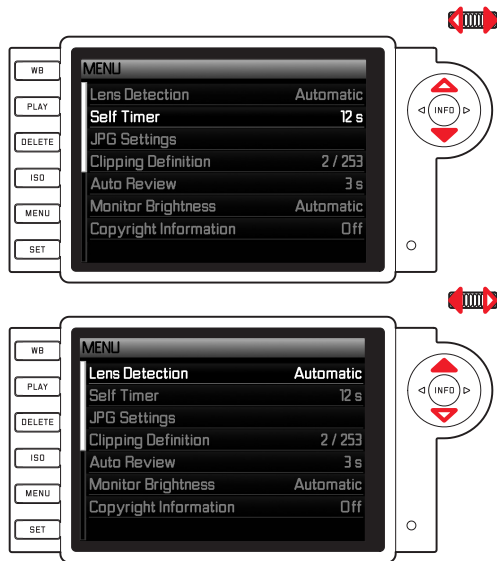 MENU
WB
PLAY
DELETE
ISO
MENU
SET
Lens Detection Automatic
Self Timer 12 s
JPG Settings
Clipping Definition 2 / 253
Auto Review 3 s
Monitor Brightness Automatic
Copyright Information Off
INFO
MENU
WB
PLAY
DELETE
ISO
MENU
SET
Lens Detection Automatic
Self Timer 12 s
JPG Settings
Clipping Definition 2 / 253
Auto Review 3 s
Monitor Brightness Automatic
Copyright Information Off
INFO